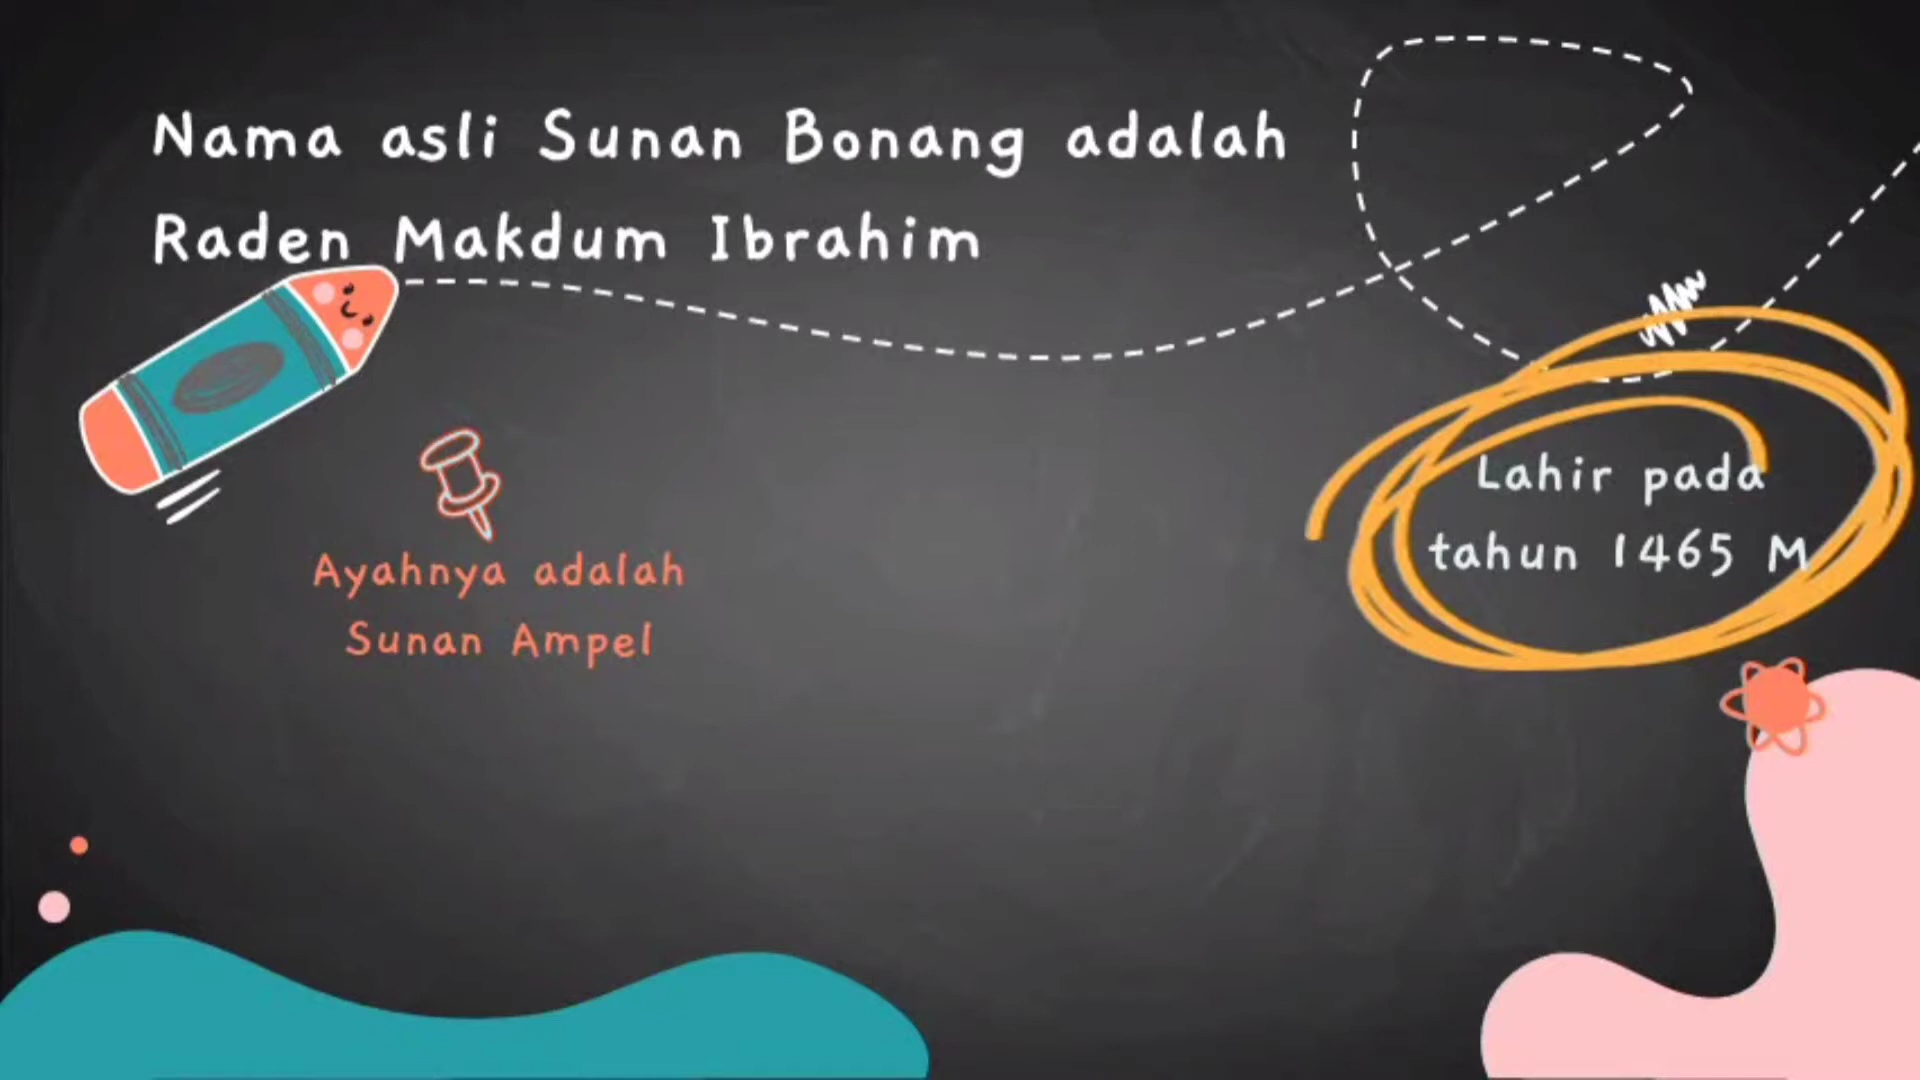 Nama asli Sunan Bonang adalah
Raden Makdum Ibrahim
Lahir pada
tahun 1465 M
Ayahnya adalah
Sunan Ampel